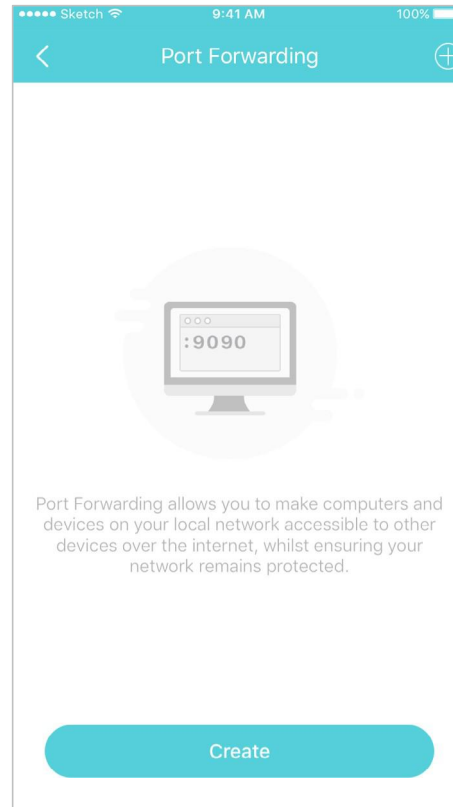 Sketch 9:41 AM 100%
Port Forwarding
:9090
Port Forwarding allows you to make computers and
devices on your local network accessible to other
devices over the internet, whilst ensuring your
network remains protected.
Create